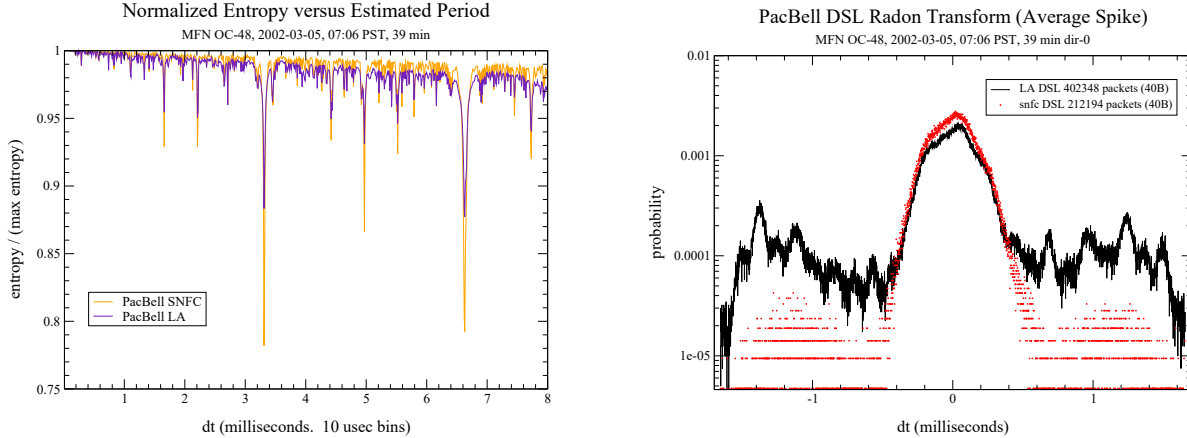 Normalized Entropy versus Estimated Period
MFN OC-48, 2002-03-05, 07:06 PST, 39 min
1
0.95
0.9
0.85
0.8
0.75
entropy / (max entropy)
PacBell SNFC
PacBell LA
1 2 3 4 5 6 7 8
dt (milliseconds. 10 usec bins)
PacBell DSL Radon Transform (Average Spike)
MFN OC-48, 2002-03-05, 07:06 PST, 39 min dir-0
0.01
0.001
0.0001
1e-05
probability
LA DSL 402348 packets (40B)
snfc DSL 212194 packets (40B)
-1 0 1
dt (milliseconds)